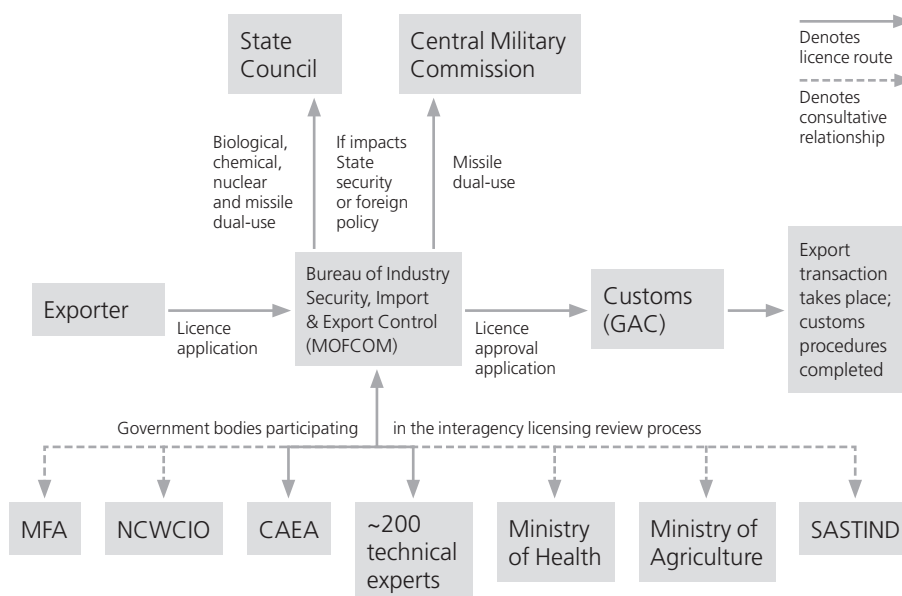 State
Council
Central Military
Commission
Denotes
licence route
Denotes
consultative
relationship
Biological,
chemical,
nuclear
and missile
dual-use
If impacts
State
security
or foreign
policy
Missile
dual-use
Exporter
Licence
application
Bureau of Industry
Security, Import
& Export Control
(MOFCOM)
Licence
approval
application
Customs
(GAC)
Export
transaction
takes place;
customs
procedures
completed
Government bodies participating in the interagency licensing review process
MFA
NCWCIO
CAEA
~200
technical
experts
Ministry
of Health
Ministry of
Agriculture
SASTIND